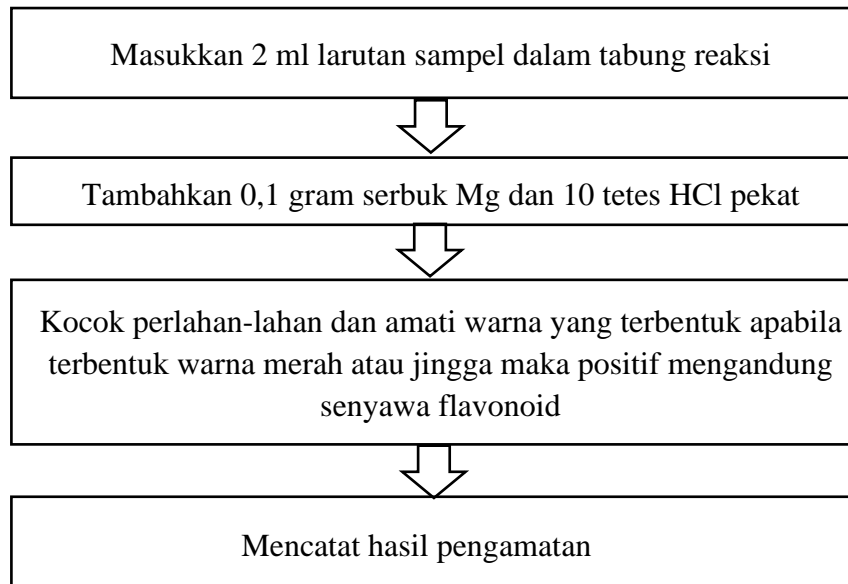 Masukkan 2 ml larutan sampel dalam tabung reaksi
Tambahkan 0,1 gram serbuk Mg dan 10 tetes HCl pekat
Kocok perlahan-lahan dan amati warna yang terbentuk apabila
terbentuk warna merah atau jingga maka positif mengandung
senyawa flavonoid
Mencatat hasil pengamatan